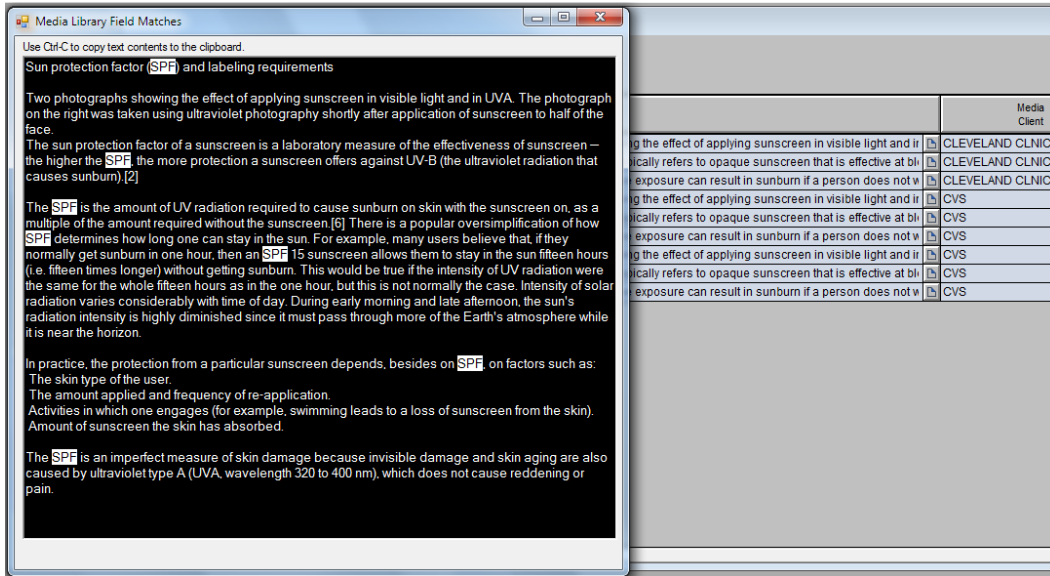 Media Library Field Matches
Use Ctrl-C to copy text contents to the clipboard.
Sun protection factor (SPF) and labeling requirements
Two photographs showing the effect of applying sunscreen in visible light and in UVA. The photograph
on the right was taken using ultraviolet photography shortly after application of sunscreen to half of the
face.
The sun protection factor of a sunscreen is a laboratory measure of the effectiveness of sunscreen —
the higher the SPF, the more protection a sunscreen offers against UV-B (the ultraviolet radiation that
causes sunburn).[2]
The SPF is the amount of UV radiation required to cause sunburn on skin with the sunscreen on, as a
multiple of the amount required without the sunscreen.[6] There is a popular oversimplification of how
SPF determines how long one can stay in the sun. For example, many users believe that, if they
normally get sunburn in one hour, then an SPF 15 sunscreen allows them to stay in the sun fifteen hours
(i.e. fifteen times longer) without getting sunburn. This would be true if the intensity of UV radiation were
the same for the whole fifteen hours as in the one hour, but this is not normally the case. Intensity of solar
radiation varies considerably with time of day. During early morning and late afternoon, the sun's
radiation intensity is highly diminished since it must pass through more of the Earth's atmosphere while
it is near the horizon.
In practice, the protection from a particular sunscreen depends, besides on SPF, on factors such as:
The skin type of the user.
The amount applied and frequency of re-application.
Activities in which one engages (for example, swimming leads to a loss of sunscreen from the skin).
Amount of sunscreen the skin has absorbed.
The SPF is an imperfect measure of skin damage because invisible damage and skin aging are also
caused by ultraviolet type A (UVA, wavelength 320 to 400 nm), which does not cause reddening or
pain.
Media
Client
the effect of applying sunscreen in visible light and CLEVELAND CLNIC
refers to opaque sunscreen that is effective at CLEVELAND CLNIC
exposure can result in sunburn if a person does not CLEVELAND CLNIC
the effect of applying sunscreen in visible light and CVS
refers to opaque sunscreen that is effective at CVS
exposure can result in sunburn if a person does not CVS
the effect of applying sunscreen in visible light and CVS
refers to opaque sunscreen that is effective at CVS
exposure can result in sunburn if a person does not CVS